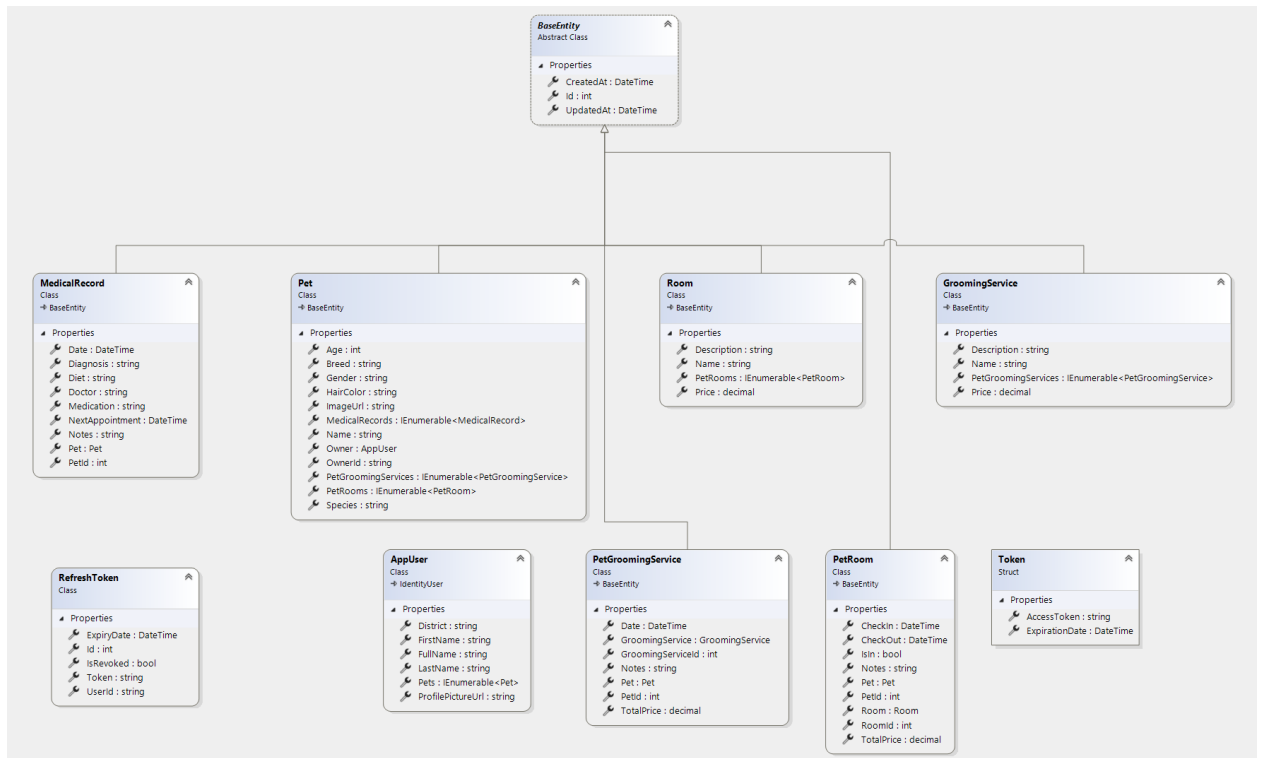 BaseEntity
Abstract Class
Properties
CreatedAt : DateTime
Id : int
UpdatedAt : DateTime
MedicalRecord
Class
BaseEntity
Properties
Date : DateTime
Diagnosis : string
Diet : string
Doctor : string
Medication : string
NextAppointment : DateTime
Notes : string
Pet : Pet
PetId : int
Pet
Class
BaseEntity
Properties
Age : int
Breed : string
Gender : string
HairColor : string
ImageUrl : string
MedicalRecords : IEnumerable<MedicalRecord>
Name : string
Owner : AppUser
OwnerId : string
PetGroomingServices : IEnumerable<PetGroomingService>
PetRooms : IEnumerable<PetRoom>
Species : string
Room
Class
BaseEntity
Properties
Description : string
Name : string
PetRooms : IEnumerable<PetRoom>
Price : decimal
GroomingService
Class
BaseEntity
Properties
Description : string
Name : string
PetGroomingServices : IEnumerable<PetGroomingService>
Price : decimal
RefreshToken
Class
Properties
ExpiryDate : DateTime
Id : int
IsRevoked : bool
Token : string
UserId : string
AppUser
Class
IdentityUser
Properties
District : string
FirstName : string
FullName : string
LastName : string
Pets : IEnumerable<Pet>
ProfilePictureUrl : string
PetGroomingService
Class
BaseEntity
Properties
Date : DateTime
GroomingService : GroomingService
GroomingServiceId : int
Notes : string
Pet : Pet
PetId : int
TotalPrice : decimal
PetRoom
Class
BaseEntity
Properties
CheckIn : DateTime
CheckOut : DateTime
IsIn : bool
Notes : string
Pet : Pet
PetId : int
Room : Room
RoomId : int
TotalPrice : decimal
Token
Struct
Properties
AccessToken : string
ExpirationDate : DateTime